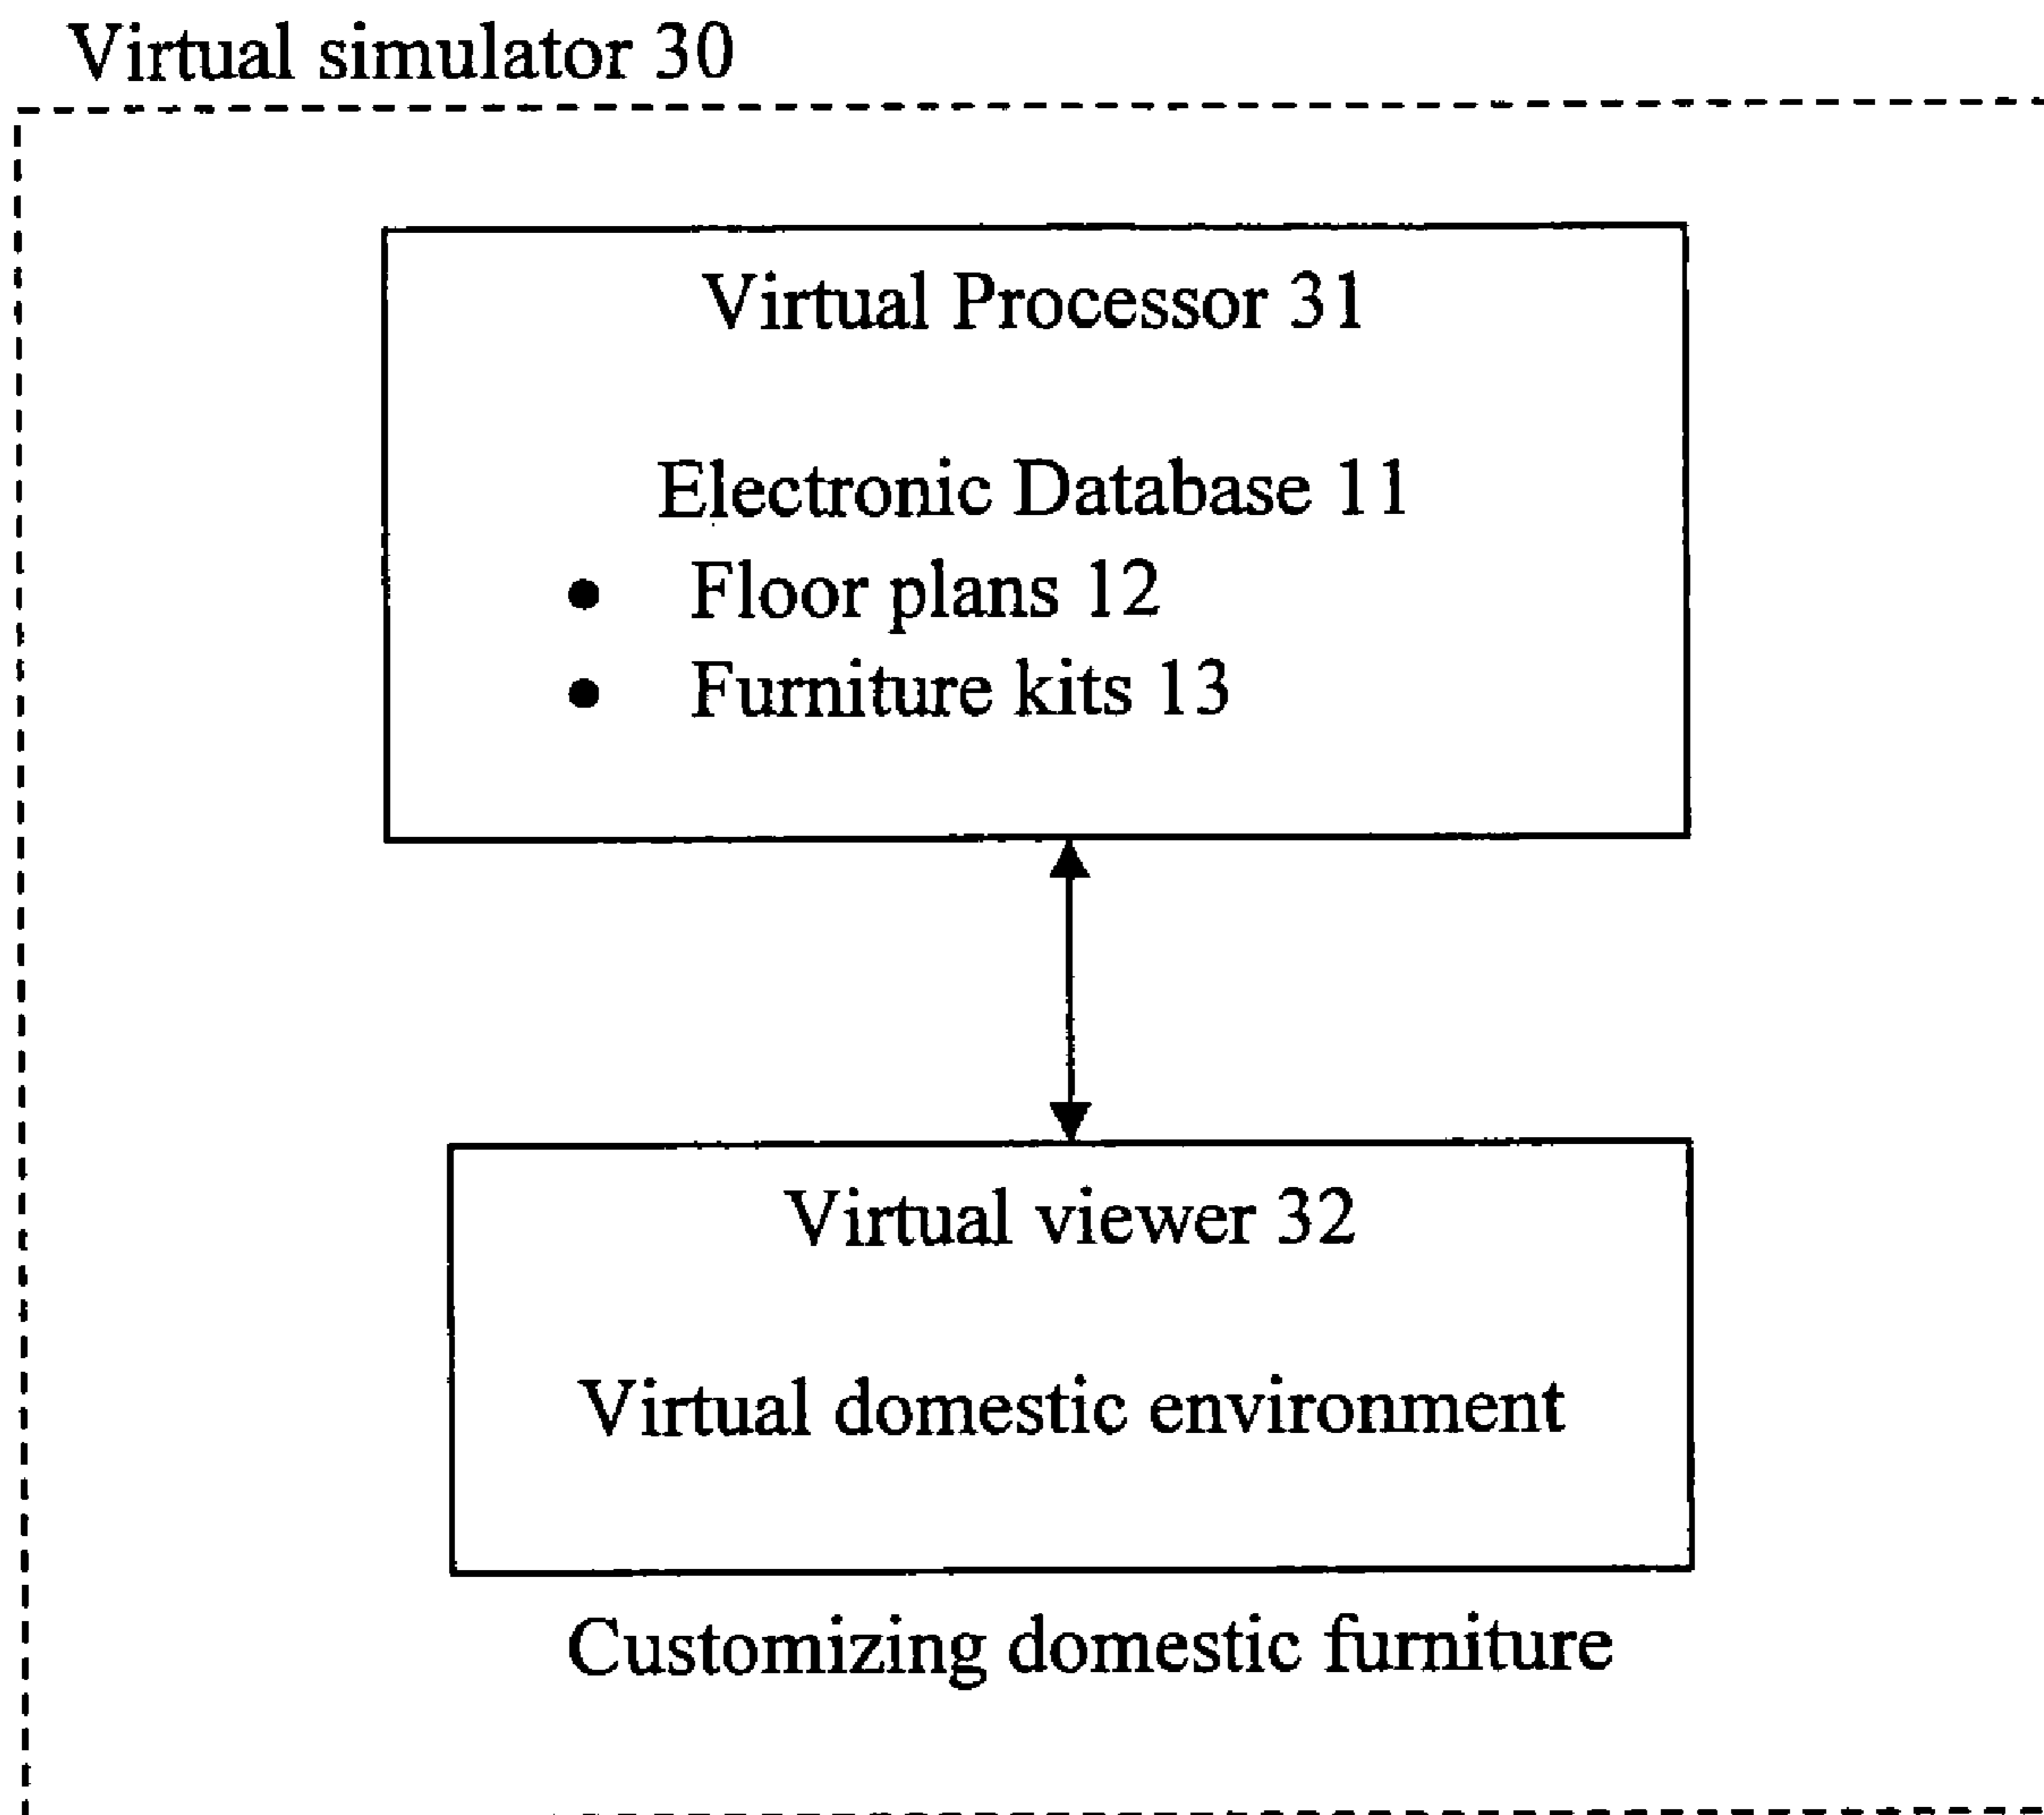 Virtual simulator 30
Virtual Processor 31
Electronic Database 11
● Floor plans 12
● Furniture kits 13
Virtual viewer 32
Virtual domestic environment
Customizing domestic furniture